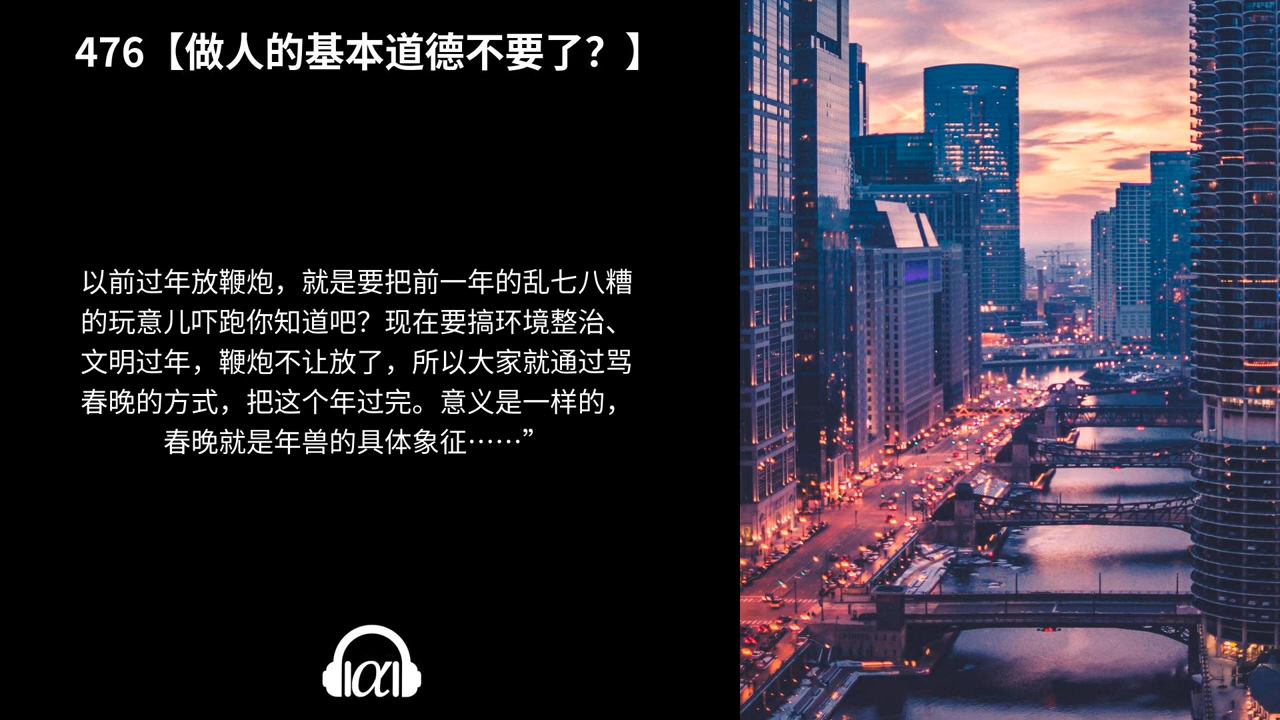 476【做人的基本道德不要了？】
以前过年放鞭炮，就是要把前一年的乱七八糟
的玩意儿吓跑你知道吧？现在要搞环境整治、
文明过年，鞭炮不让放了，所以大家就通过骂
春晚的方式，把这个年过完。意义是一样的，
春晚就是年兽的具体象征……”
|α|